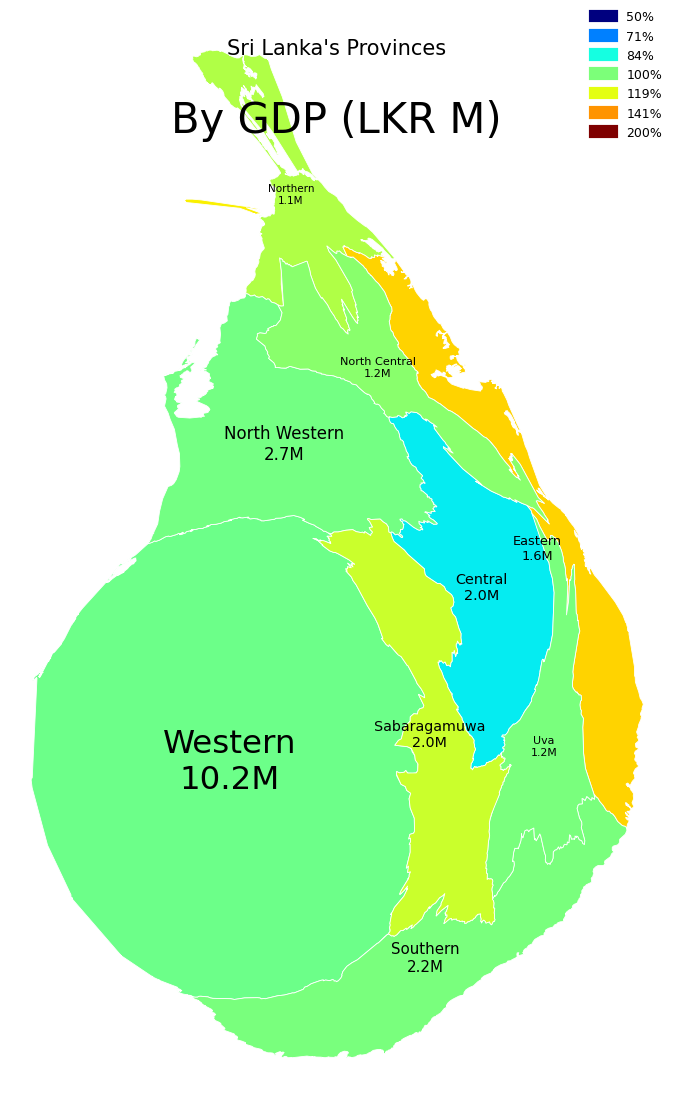 Sri Lanka's Provinces
By GDP (LKR M)
50%
71%
84%
100%
119%
141%
200%
Northern
1.1M
North Central
1.2M
North Western
2.7M
Eastern
1.6M
Central
2.0M
Sabaragamuwa
2.0M
Western
10.2M
Uva
1.2M
Southern
2.2M